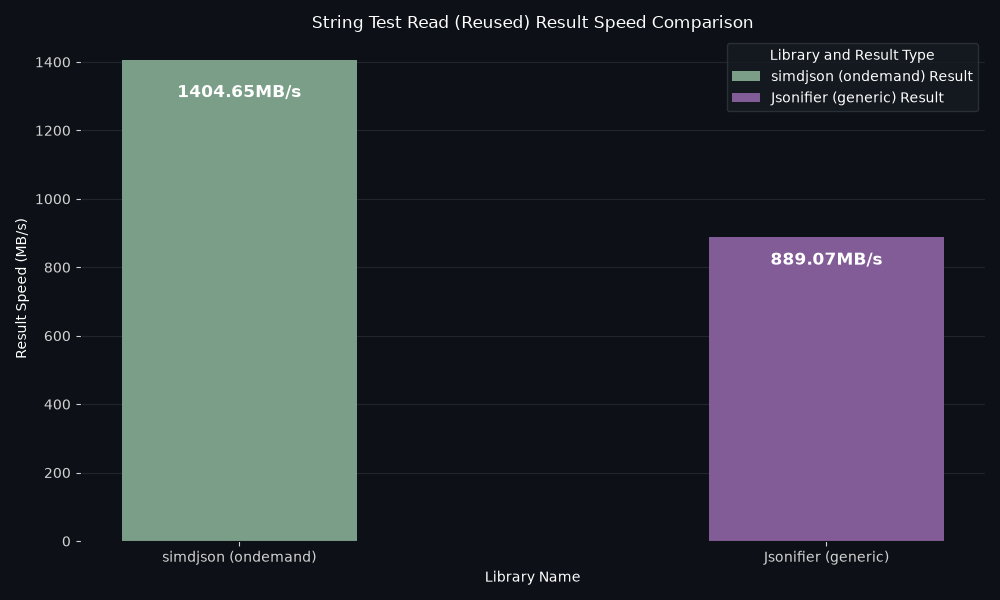 String Test Read (Reused) Result Speed Comparison
Library and Result Type
simdjson (ondemand) Result
Jsonifier (generic) Result
1404.65MB/s
889.07MB/s
Result Speed (MB/s)
1400
1200
1000
800
600
400
200
0
simdjson (ondemand)
Jsonifier (generic)
Library Name